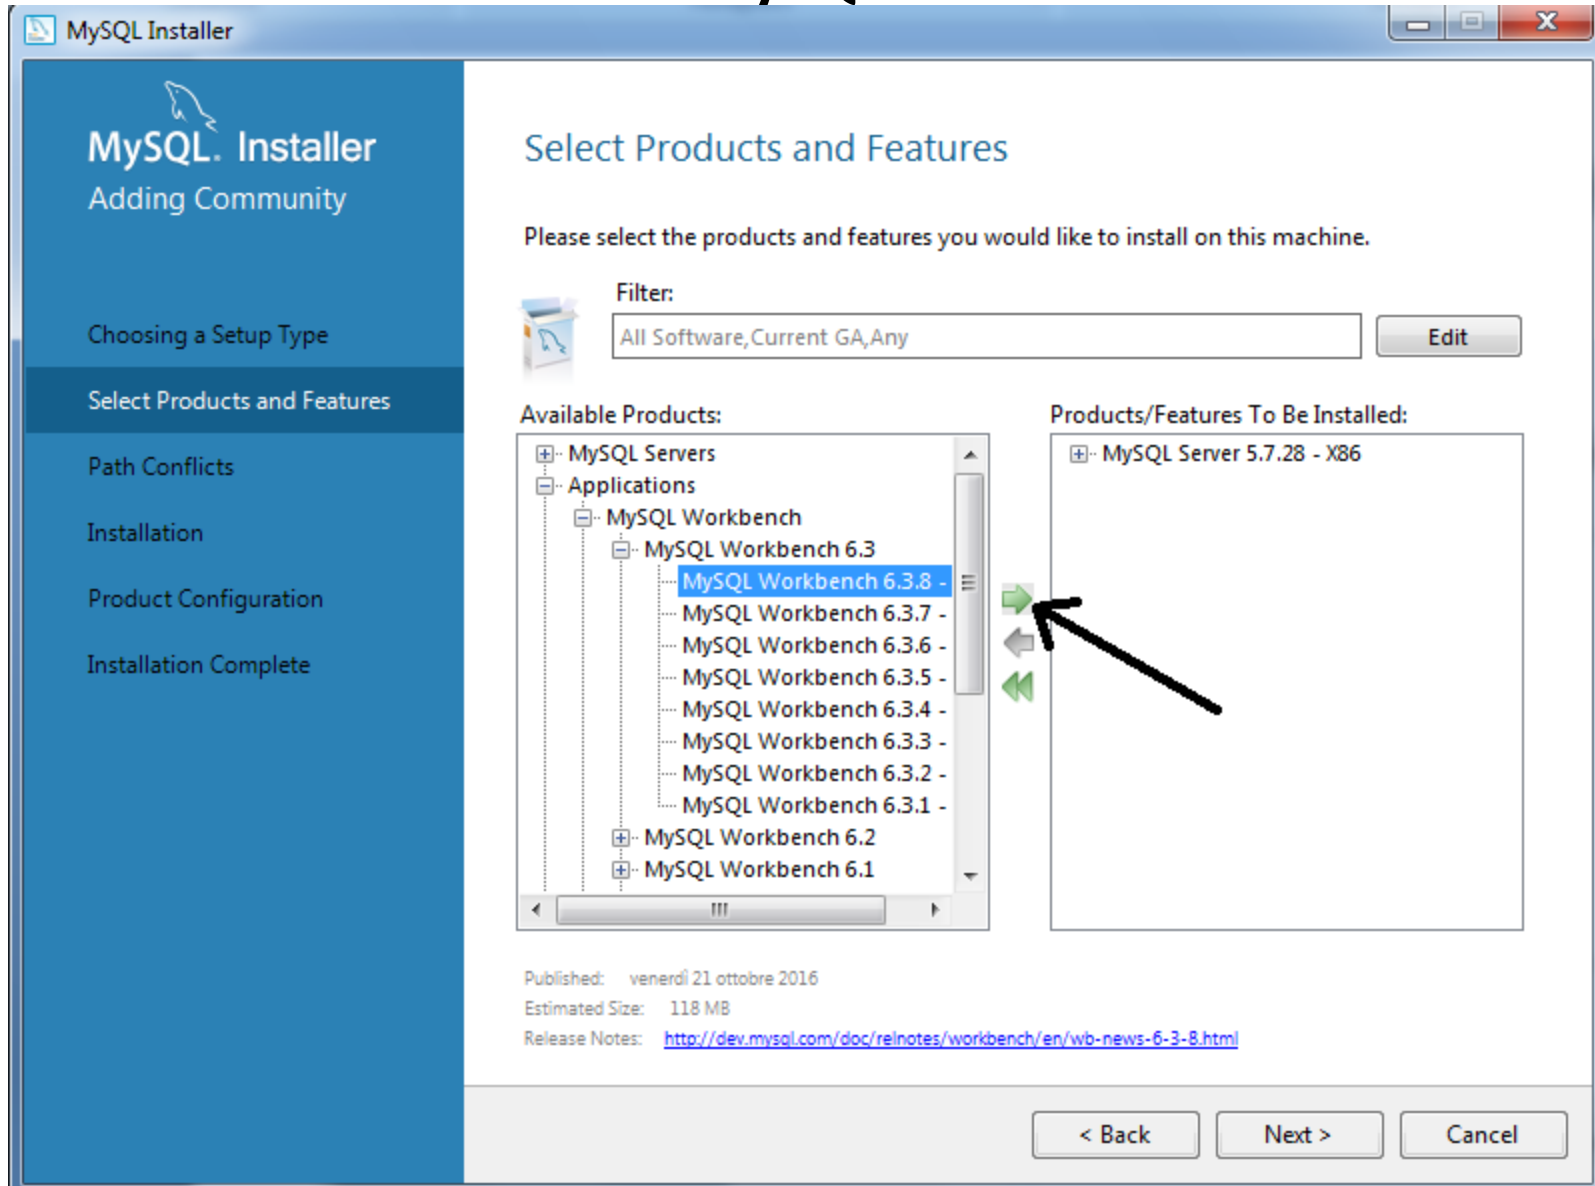 MySQL Installer
MySQL. Installer
Adding Community
Choosing a Setup Type
Select Products and Features
Path Conflicts
Installation
Product Configuration
Installation Complete
Select Products and Features
Please select the products and features you would like to install on this machine.
Filter:
All Software,Current GA,Any
Edit
Available Products:
MySQL Servers
Applications
MySQL Workbench
MySQL Workbench 6.3
MySQL Workbench 6.3.8 -
MySQL Workbench 6.3.7 -
MySQL Workbench 6.3.6 -
MySQL Workbench 6.3.5 -
MySQL Workbench 6.3.4 -
MySQL Workbench 6.3.3 -
MySQL Workbench 6.3.2 -
MySQL Workbench 6.3.1 -
MySQL Workbench 6.2
MySQL Workbench 6.1
Products/Features To Be Installed:
MySQL Server 5.7.28 - X86
Published: venerdì 21 ottobre 2016
Estimated Size: 118 MB
Release Notes: http://dev.mysql.com/doc/relnotes/workbench/en/wb-news-6-3-8.html
< Back
Next >
Cancel